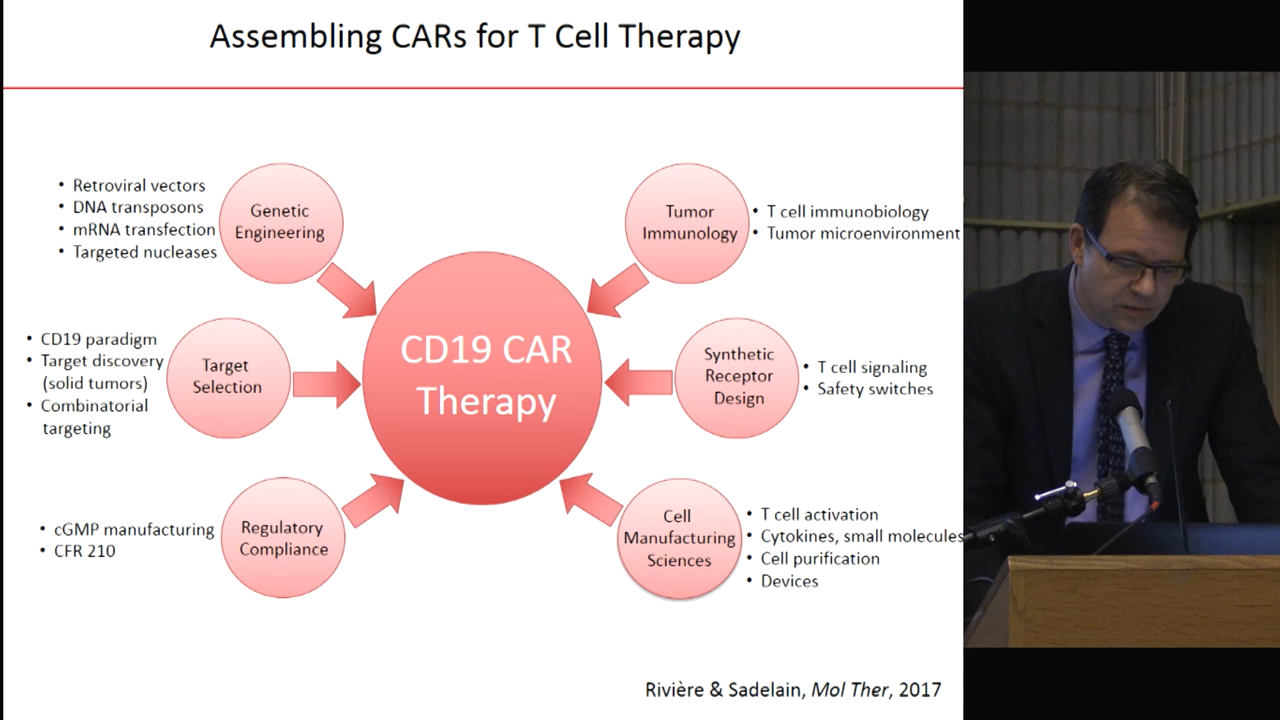 Assembling CARs for T Cell Therapy
• Retroviral vectors
• DNA transposons
• mRNA transfection
• Targeted nucleases
Genetic
Engineering
Tumor
Immunology
• T cell immunobiology
• Tumor microenvironment
• CD19 paradigm
• Target discovery
(solid tumors)
• Combinatorial
targeting
Target
Selection
CD19 CAR
Therapy
Synthetic
Receptor
Design
• T cell signaling
• Safety switches
• cGMP manufacturing
• CFR 210
Regulatory
Compliance
Cell
Manufacturing
Sciences
• T cell activation
• Cytokines, small molecules
• Cell purification
• Devices
Rivière & Sadelain, Mol Ther, 2017